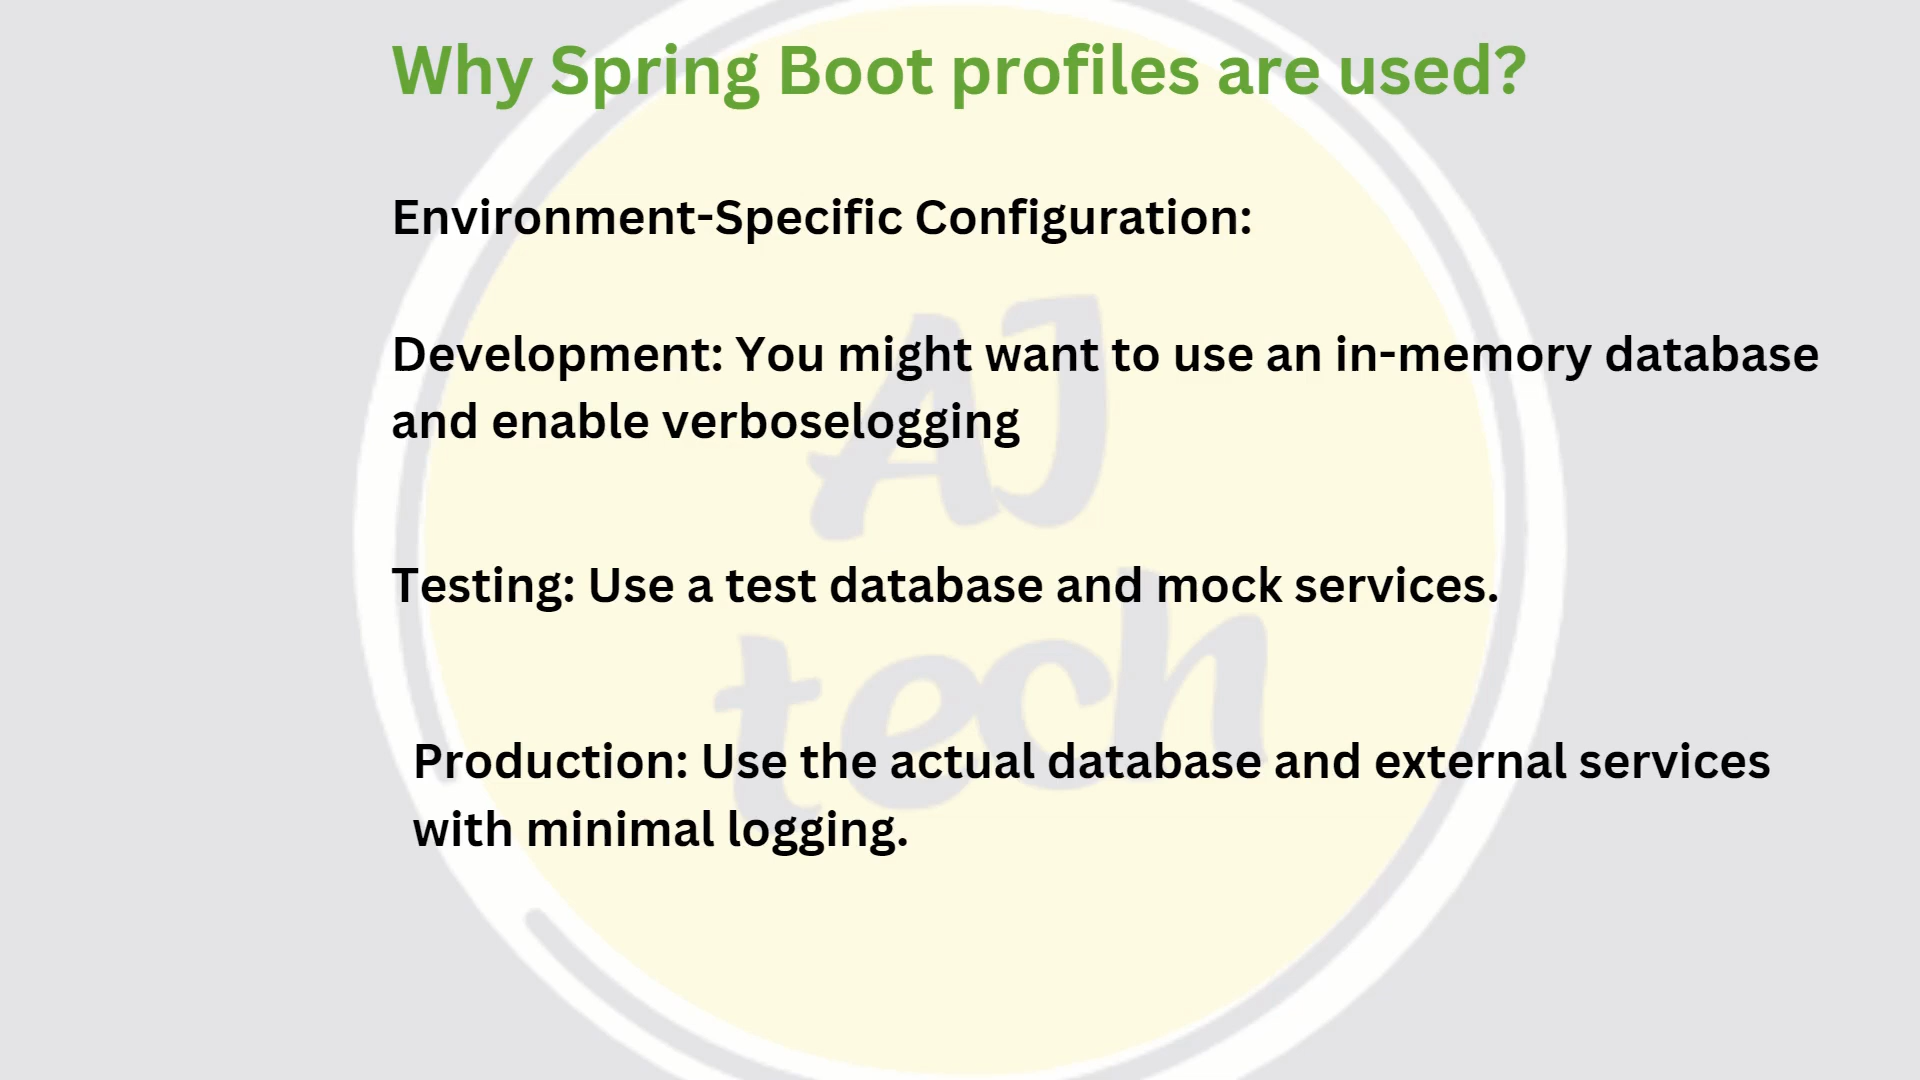 Why Spring Boot profiles are used?
Environment-Specific Configuration:
Development: You might want to use an in-memory database
and enable verboselogging
AJ
Testing: Use a test database and mock services.
tech
Production: Use the actual database and external services
with minimal logging.